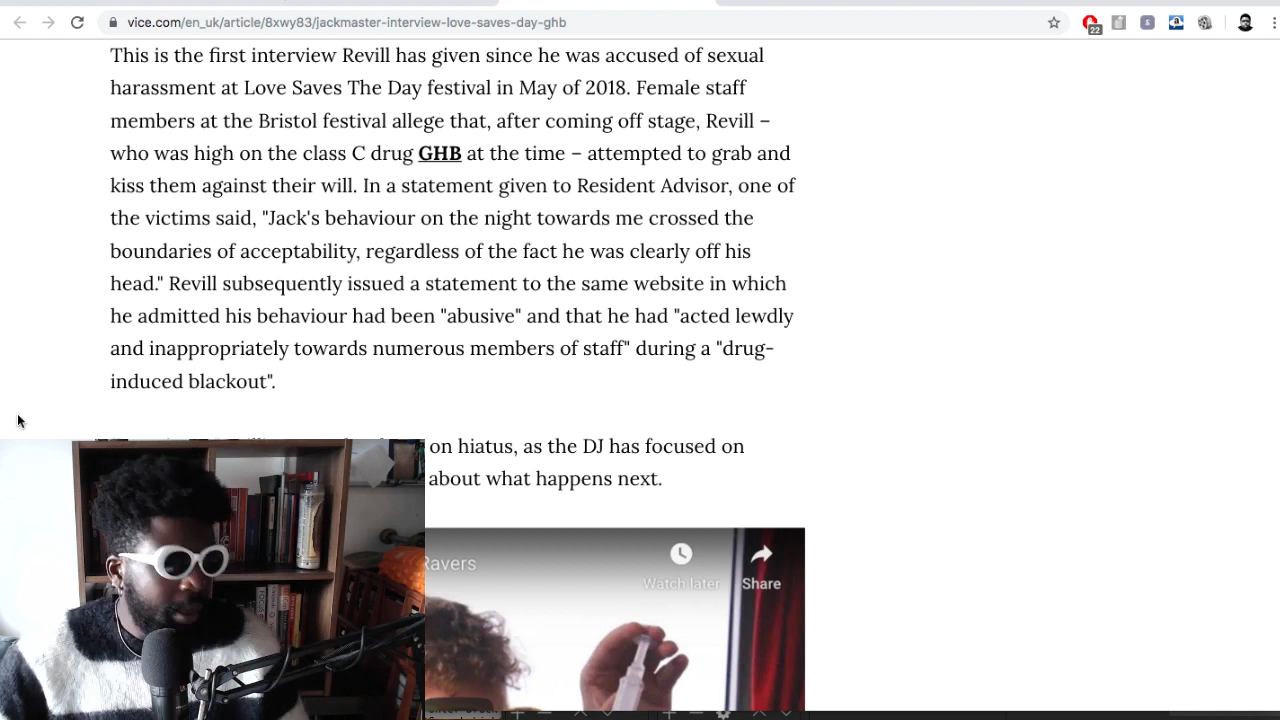 vice.com/en_uk/article/8xwy83/jackmaster-interview-love-saves-day-ghb
22
This is the first interview Revill has given since he was accused of sexual
harassment at Love Saves The Day festival in May of 2018. Female staff
members at the Bristol festival allege that, after coming off stage, Revill –
who was high on the class C drug GHB at the time – attempted to grab and
kiss them against their will. In a statement given to Resident Advisor, one of
the victims said, "Jack's behaviour on the night towards me crossed the
boundaries of acceptability, regardless of the fact he was clearly off his
head." Revill subsequently issued a statement to the same website in which
he admitted his behaviour had been "abusive" and that he had "acted lewdly
and inappropriately towards numerous members of staff" during a "drug-
induced blackout".
on hiatus, as the DJ has focused on
about what happens next.
Ravers
Watch later
Share